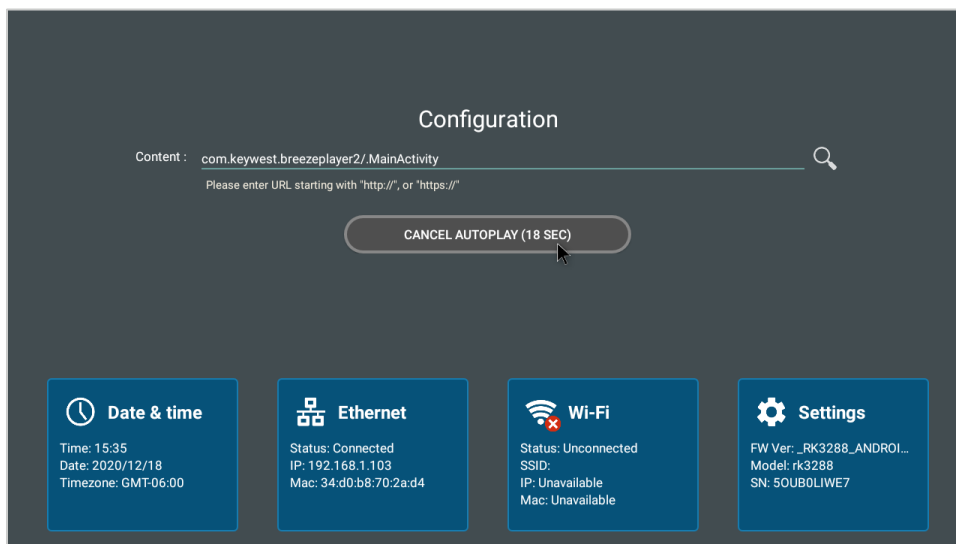 Configuration
Content : com.keywest.breezeplayer2/.MainActivity
Please enter URL starting with "http://", or "https://"
CANCEL AUTOPLAY (18 SEC)
Date & time
Time: 15:35
Date: 2020/12/18
Timezone: GMT-06:00
Ethernet
Status: Connected
IP: 192.168.1.103
Mac: 34:d0:b8:70:2a:d4
Wi-Fi
Status: Unconnected
SSID:
IP: Unavailable
Mac: Unavailable
Settings
FW Ver: _RK3288_ANDROI...
Model: rk3288
SN: 5OUB0LIWE7